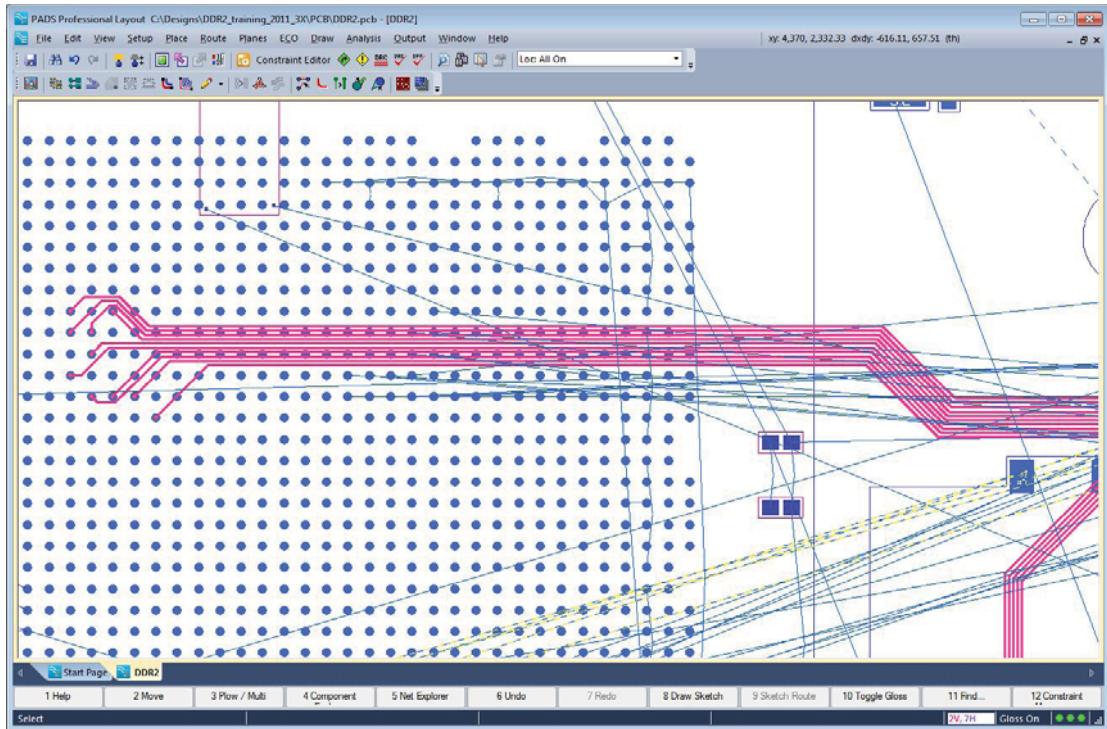 PADS Professional Layout C:\Designs\DDR2_training_2011_3X\PCB\DDR2.pcb - [DDR2]
File Edit View Setup Place Route Planes ECO Draw Analysis Output Window Help xy: 4,370, 2,332.33 dxdy: -616.11, 657.51 (th)
Constraint Editor Loc: All On
Start Page DDR2
1 Help 2 Move 3 Plow / Multi 4 Component 5 Net Explorer 6 Undo 7 Redo 8 Draw Sketch 9 Sketch Route 10 Toggle Gloss 11 Find... 12 Constraint
Select 2V, 7H Gloss On